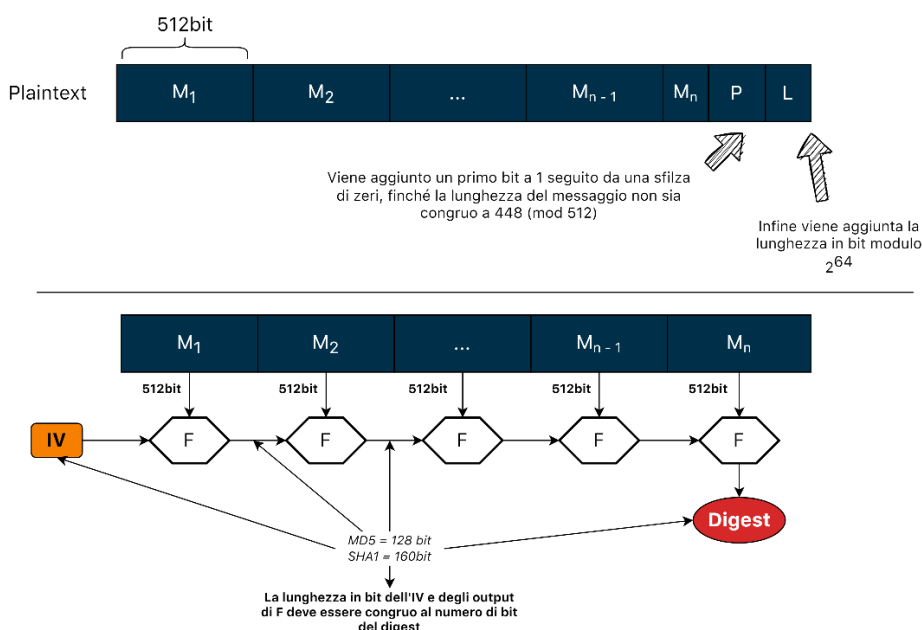 512bit
Plaintext
M1 M2 ... Mn - 1 Mn P L
Viene aggiunto un primo bit a 1 seguito da una sfilza
di zeri, finché la lunghezza del messaggio non sia
congruo a 448 (mod 512)
Infine viene aggiunta la
lunghezza in bit modulo
2^64
M1 M2 ... Mn - 1 Mn
512bit 512bit 512bit 512bit 512bit
IV F F F F F
Digest
MD5 = 128 bit
SHA1 = 160bit
La lunghezza in bit dell'IV e degli output
di F deve essere congruo al numero di bit
del digest